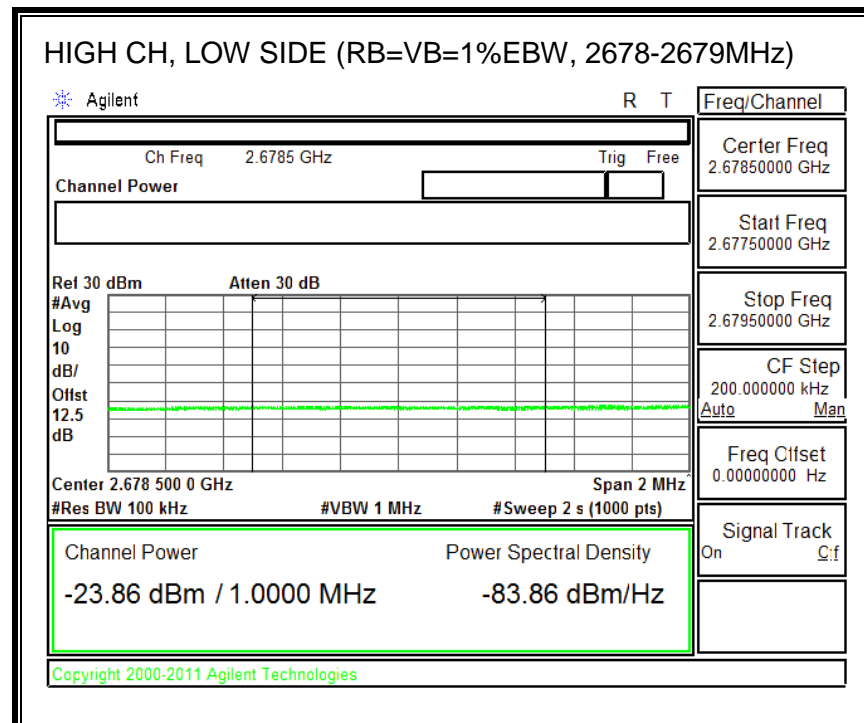 HIGH CH, LOW SIDE (RB=VB=1%EBW, 2678-2679MHz)
Agilent R T
Freq/Channel
Ch Freq 2.6785 GHz Trig Free
Channel Power
Center Freq
2.67850000 GHz
Start Freq
2.67750000 GHz
Stop Freq
2.67950000 GHz
CF Step
200.000000 kHz
Auto Man
Freq Offset
0.00000000 Hz
Signal Track
On Off
Ref 30 dBm Atten 30 dB
#Avg
Log
10
dB/
Offst
12.5
dB
Center 2.678 500 0 GHz Span 2 MHz
#Res BW 100 kHz #VBW 1 MHz #Sweep 2 s (1000 pts)
Channel Power Power Spectral Density
-23.86 dBm / 1.0000 MHz -83.86 dBm/Hz
Copyright 2000-2011 Agilent Technologies